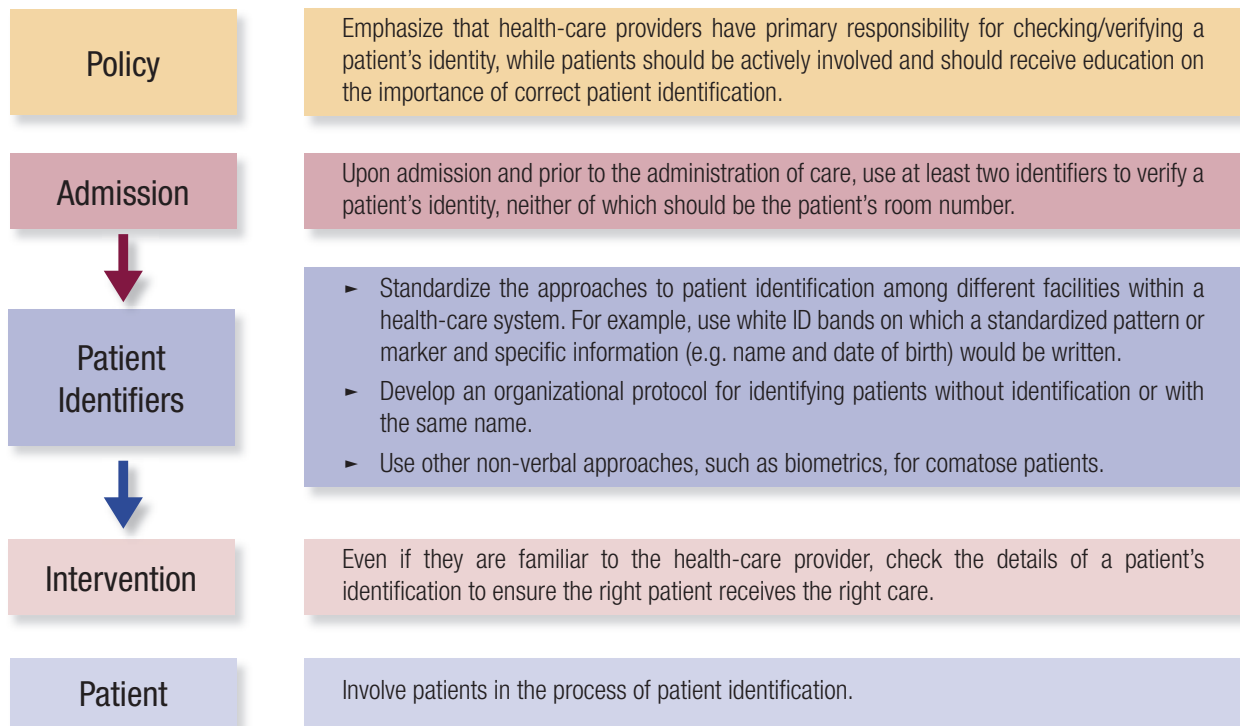 Policy
Emphasize that health-care providers have primary responsibility for checking/verifying a
patient’s identity, while patients should be actively involved and should receive education on
the importance of correct patient identification.
Admission
Upon admission and prior to the administration of care, use at least two identifiers to verify a
patient’s identity, neither of which should be the patient’s room number.
Patient
Identifiers
► Standardize the approaches to patient identification among different facilities within a
health-care system. For example, use white ID bands on which a standardized pattern or
marker and specific information (e.g. name and date of birth) would be written.
► Develop an organizational protocol for identifying patients without identification or with
the same name.
► Use other non-verbal approaches, such as biometrics, for comatose patients.
Intervention
Even if they are familiar to the health-care provider, check the details of a patient’s
identification to ensure the right patient receives the right care.
Patient
Involve patients in the process of patient identification.